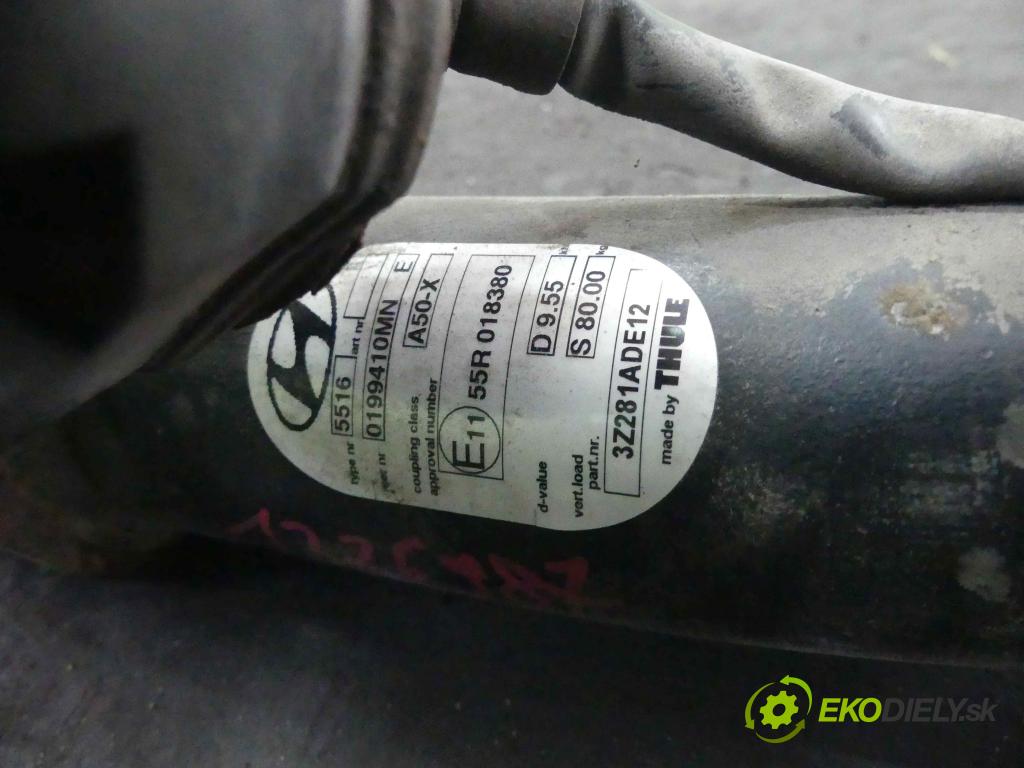 type nr 5516 art nr
0199410MN E
coupling class A50-X
approval number
E11 55R 018380
d-value D 9.55
vert.load S 80.00 kg
part.nr.
3Z281ADE12
made by THULE
EKODIELY.sk